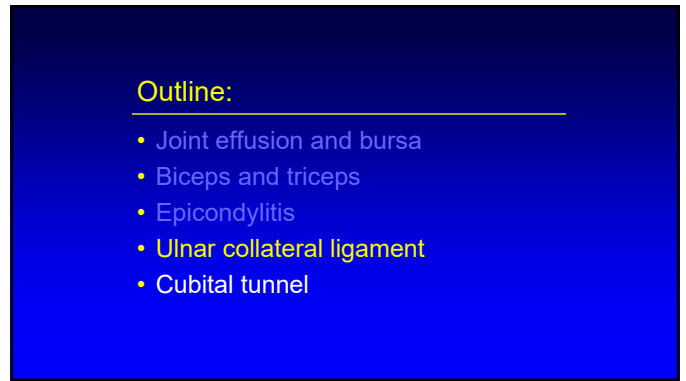 Outline:
• Joint effusion and bursa
• Biceps and triceps
• Epicondylitis
• Ulnar collateral ligament
• Cubital tunnel